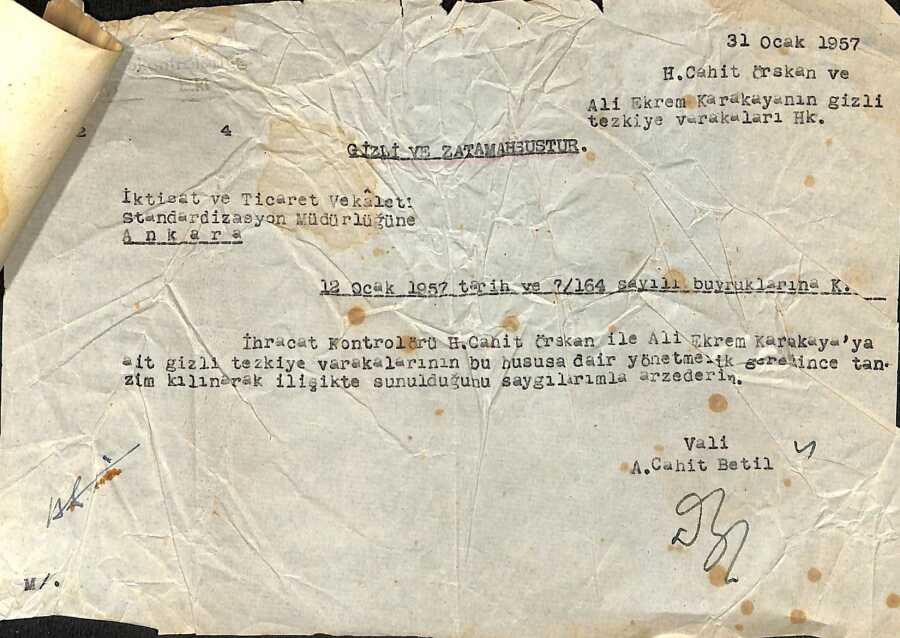 31 Ocak 1957
H.Cahit Örskan ve
Ali Ekrem Karakayanın gizli
tezkiye varakaları Hk.
2 4
GİZLİ VE ZATAMAHSUSTUR.
İktisat ve Ticaret Vekâleti
Standardizasyon Müdürlüğüne
Ankara
12 Ocak 1957 tarih ve 7/164 sayılı buyruklarına K.
İhracat Kontrolörü H.Cahit Örskan ile Ali Ekrem Karakaya'ya
ait gizli tezkiye varakalarının bu hususa dair yönetmelik gereğince tan-
zim kılınarak ilişikte sunulduğunu saygılarımla arzederim.
Vali
A.Cahit Betil
M/.